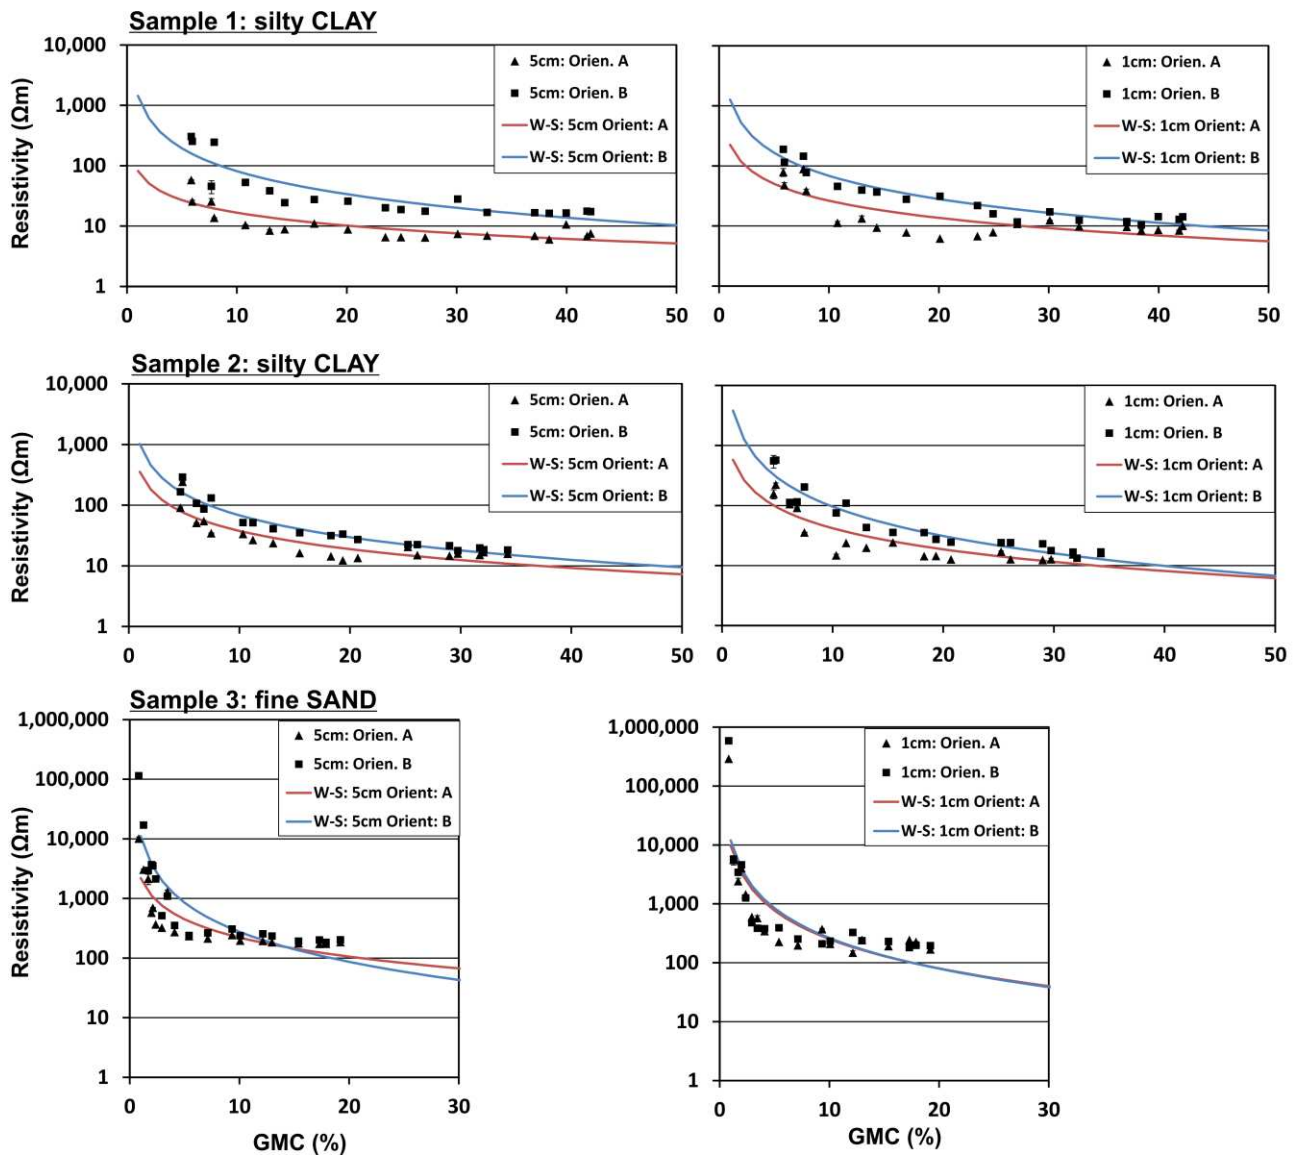 Sample 1: silty CLAY
Resistivity (Ωm)
10,000
1,000
100
10
1
0 10 20 30 40 50
5cm: Orien. A
5cm: Orien. B
W-S: 5cm Orient: A
W-S: 5cm Orient: B
0 10 20 30 40 50
1cm: Orien. A
1cm: Orien. B
W-S: 1cm Orient: A
W-S: 1cm Orient: B
Sample 2: silty CLAY
Resistivity (Ωm)
10,000
1,000
100
10
1
0 10 20 30 40 50
5cm: Orien. A
5cm: Orien. B
W-S: 5cm Orient: A
W-S: 5cm Orient: B
0 10 20 30 40 50
1cm: Orien. A
1cm: Orien. B
W-S: 1cm Orient: A
W-S: 1cm Orient: B
Sample 3: fine SAND
Resistivity (Ωm)
1,000,000
100,000
10,000
1,000
100
10
1
0 10 20 30
GMC (%)
5cm: Orien. A
5cm: Orien. B
W-S: 5cm Orient: A
W-S: 5cm Orient: B
1,000,000
100,000
10,000
1,000
100
10
1
0 10 20 30
GMC (%)
1cm: Orien. A
1cm: Orien. B
W-S: 1cm Orient: A
W-S: 1cm Orient: B